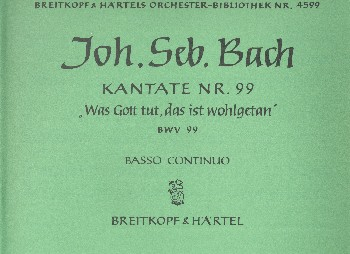 BREITKOPF & HÄRTELS ORCHESTER-BIBLIOTHEK NR. 4599
Joh. Seb. Bach
KANTATE NR. 99
„Was Gott tut, das ist wohlgetan“
BWV 99
BASSO CONTINUO
BREITKOPF & HÄRTEL